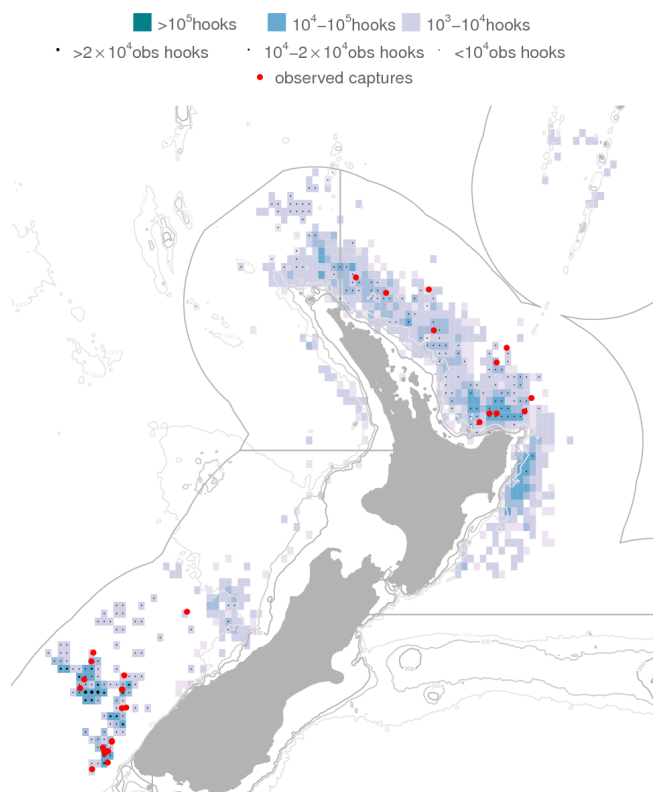 >10⁵hooks 10⁴−10⁵hooks 10³−10⁴hooks
>2×10⁴obs hooks 10⁴−2×10⁴obs hooks <10⁴obs hooks
observed captures